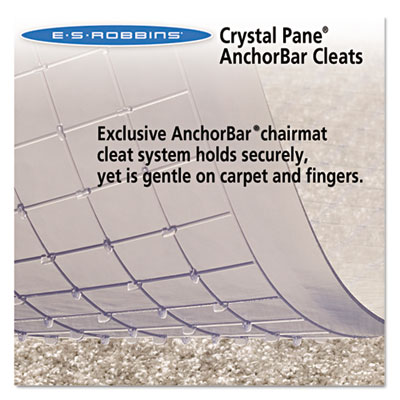 E·S·ROBBINS®
Crystal Pane®
AnchorBar Cleats
Exclusive AnchorBar® chairmat
cleat system holds securely,
yet is gentle on carpet and fingers.